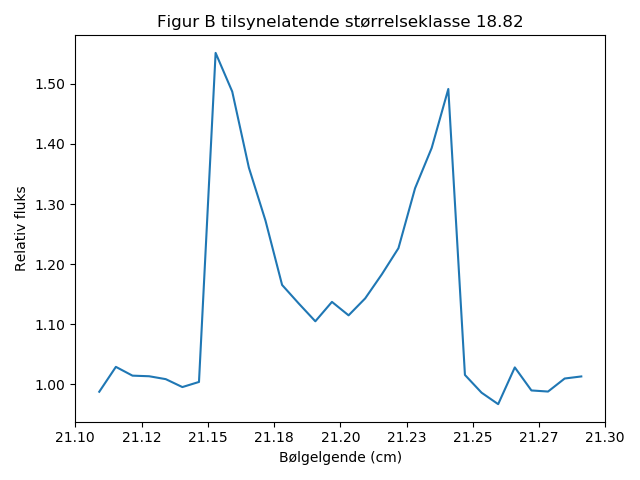 Figur B tilsynelatende størrelseklasse 18.82
1.50
1.40
1.30
1.20
1.10
1.00
Relativ fluks
21.10 21.12 21.15 21.18 21.20 21.23 21.25 21.27 21.30
Bølgelgende (cm)